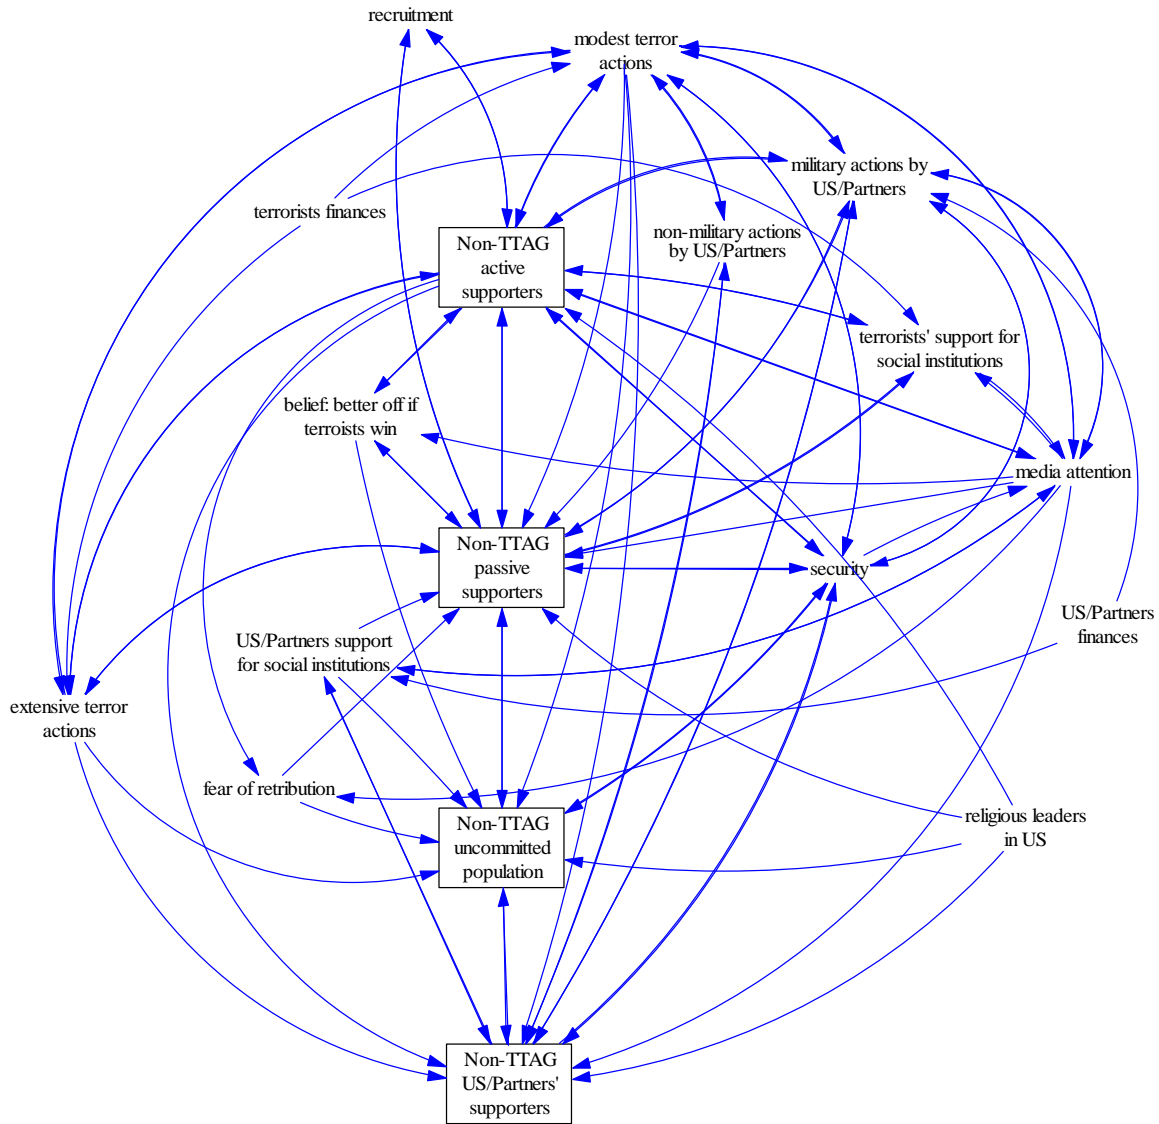 recruitment
modest terror
actions
military actions by
US/Partners
terrorists finances
non-military actions
by US/Partners
Non-TTAG
active
supporters
terrorists' support for
social institutions
belief: better off if
terroists win
media attention
Non-TTAG
passive
supporters
security
US/Partners
finances
US/Partners support
for social institutions
extensive terror
actions
fear of retribution
religious leaders
in US
Non-TTAG
uncommitted
population
Non-TTAG
US/Partners'
supporters